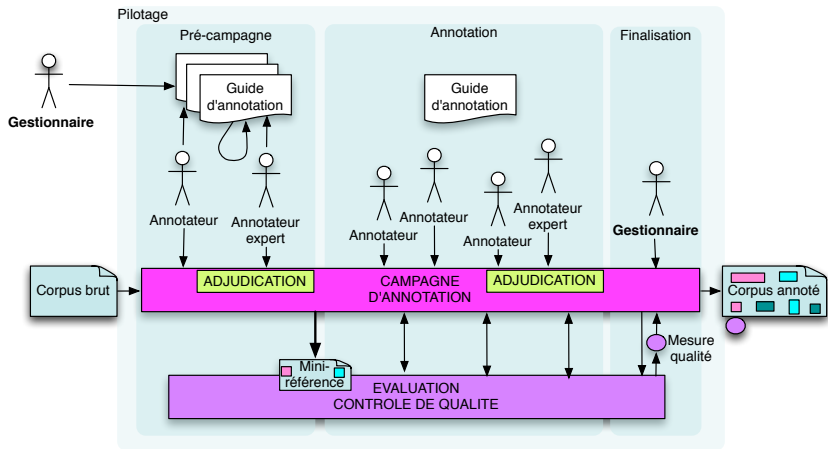 Pilotage
Pré-campagne
Annotation
Finalisation
Guide
d'annotation
Guide
d'annotation
Gestionnaire
Annotateur
Annotateur
expert
Annotateur
Annotateur
Annotateur
Annotateur
expert
Gestionnaire
Corpus brut
ADJUDICATION
CAMPAGNE
D'ANNOTATION
ADJUDICATION
Corpus annoté
Mesure
qualité
Mini-
référence
EVALUATION
CONTROLE DE QUALITE